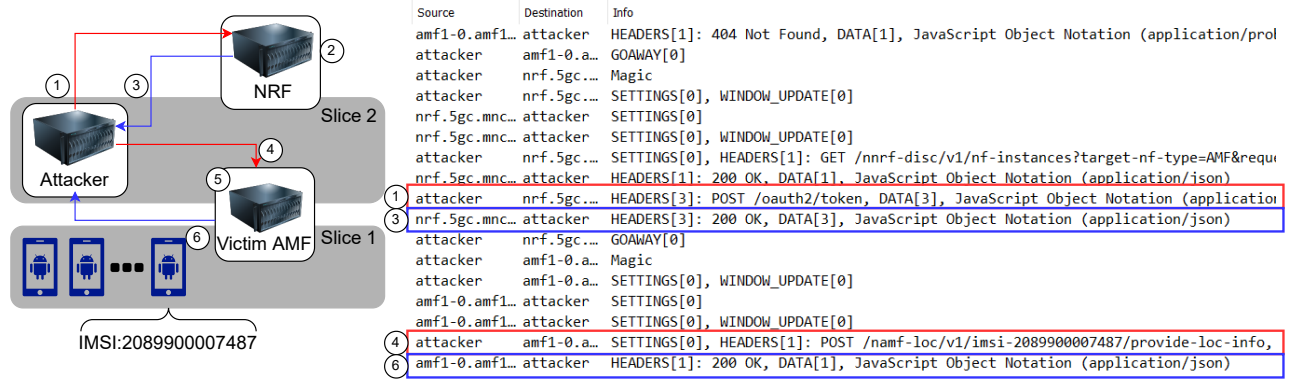 1
3
2
NRF
Slice 2
Attacker
4
5
Victim AMF
Slice 1
6
IMSI:2089900007487
Source Destination Info
amf1-0.amf1… attacker HEADERS[1]: 404 Not Found, DATA[1], JavaScript Object Notation (application/pro
attacker amf1-0.a… GOAWAY[0]
attacker nrf.5gc.… Magic
attacker nrf.5gc.… SETTINGS[0], WINDOW_UPDATE[0]
nrf.5gc.mnc… attacker SETTINGS[0]
nrf.5gc.mnc… attacker SETTINGS[0], WINDOW_UPDATE[0]
attacker nrf.5gc.… SETTINGS[0], HEADERS[1]: GET /nnrf-disc/v1/nf-instances?target-nf-type=AMF&reque
nrf.5gc.mnc… attacker HEADERS[1]: 200 OK, DATA[1], JavaScript Object Notation (application/json)
1 attacker nrf.5gc.… HEADERS[3]: POST /oauth2/token, DATA[3], JavaScript Object Notation (application
3 nrf.5gc.mnc… attacker HEADERS[3]: 200 OK, DATA[3], JavaScript Object Notation (application/json)
attacker nrf.5gc.… GOAWAY[0]
attacker amf1-0.a… Magic
attacker amf1-0.a… SETTINGS[0], WINDOW_UPDATE[0]
amf1-0.amf1… attacker SETTINGS[0]
amf1-0.amf1… attacker SETTINGS[0], WINDOW_UPDATE[0]
4 attacker amf1-0.a… SETTINGS[0], HEADERS[1]: POST /namf-loc/v1/imsi-2089900007487/provide-loc-info,
6 amf1-0.amf1… attacker HEADERS[1]: 200 OK, DATA[1], JavaScript Object Notation (application/json)